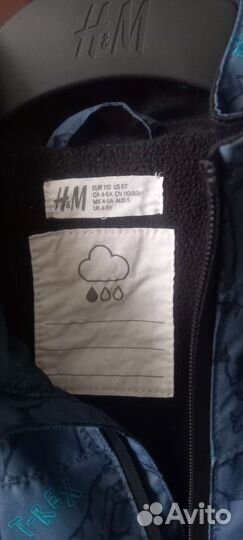 H&M
H&M
EUR 110 US 5T
CA 4-5A CN 110/60
MX 4-5A AUS 5
UK 4-5Y
T-REX
Avito